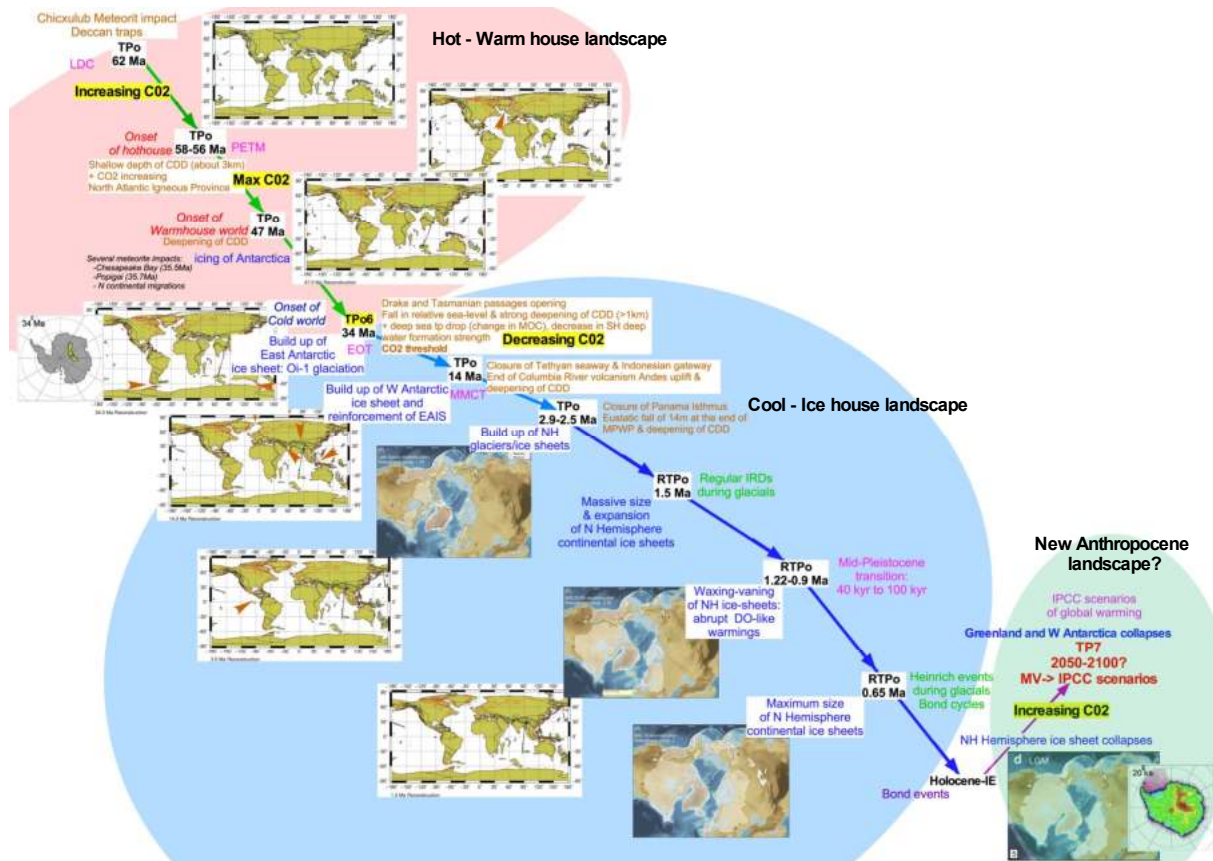 Chicxulub Meteorit impact
Deccan traps
Hot - Warm house landscape
TPo
62 Ma
LDC
Increasing C02
Onset
of hothouse
TPo
58-56 Ma
PETM
Shallow depth of CDD (about 3km)
+ CO2 increasing
North Atlantic Igneous Province
Max C02
Onset of
Warmhouse world
TPo
47 Ma
Deepening of CDD
Several meteorite impacts:
-Chesapeake Bay (35.5Ma)
-Popigai (35.7Ma)
- N continental migrations
icing of Antarctica
34 Ma
Onset of
Cold world
TPo6
34 Ma
EOT
Drake and Tasmanian passages opening
Fall in relative sea-level & strong deepening of CDD (>1km)
+ deep sea tp drop (change in MOC), decrease in SH deep
water formation strength
CO2 threshold
Decreasing C02
Build up of
East Antarctic
ice sheet: Oi-1 glaciation
TPo
14 Ma
MMCT
Closure of Tethyan seaway & Indonesian gateway
End of Columbia River volcanism Andes uplift &
deepening of CDD
Build up of W Antarctic
ice sheet and
reinforcement of EAIS
Cool - Ice house landscape
TPo
2.9-2.5 Ma
Closure of Panama Isthmus
Eustatic fall of 14m at the end of
MPWP & deepening of CDD
Build up of NH
glaciers/ice sheets
RTPo
1.5 Ma
Regular IRDs
during glacials
Massive size
& expansion
of N Hemisphere
continental ice sheets
RTPo
1.22-0.9 Ma
Mid-Pleistocene
transition:
40 kyr to 100 kyr
Waxing-vaning
of NH ice-sheets:
abrupt DO-like
warmings
RTPo
0.65 Ma
Heinrich events
during glacials
Bond cycles
Maximum size
of N Hemisphere
continental ice sheets
Holocene-IE
Bond events
New Anthropocene
landscape?
IPCC scenarios
of global warming
Greenland and W Antarctica collapses
TP7
2050-2100?
MV-> IPCC scenarios
Increasing C02
NH Hemisphere ice sheet collapses
d LGM
20 ka